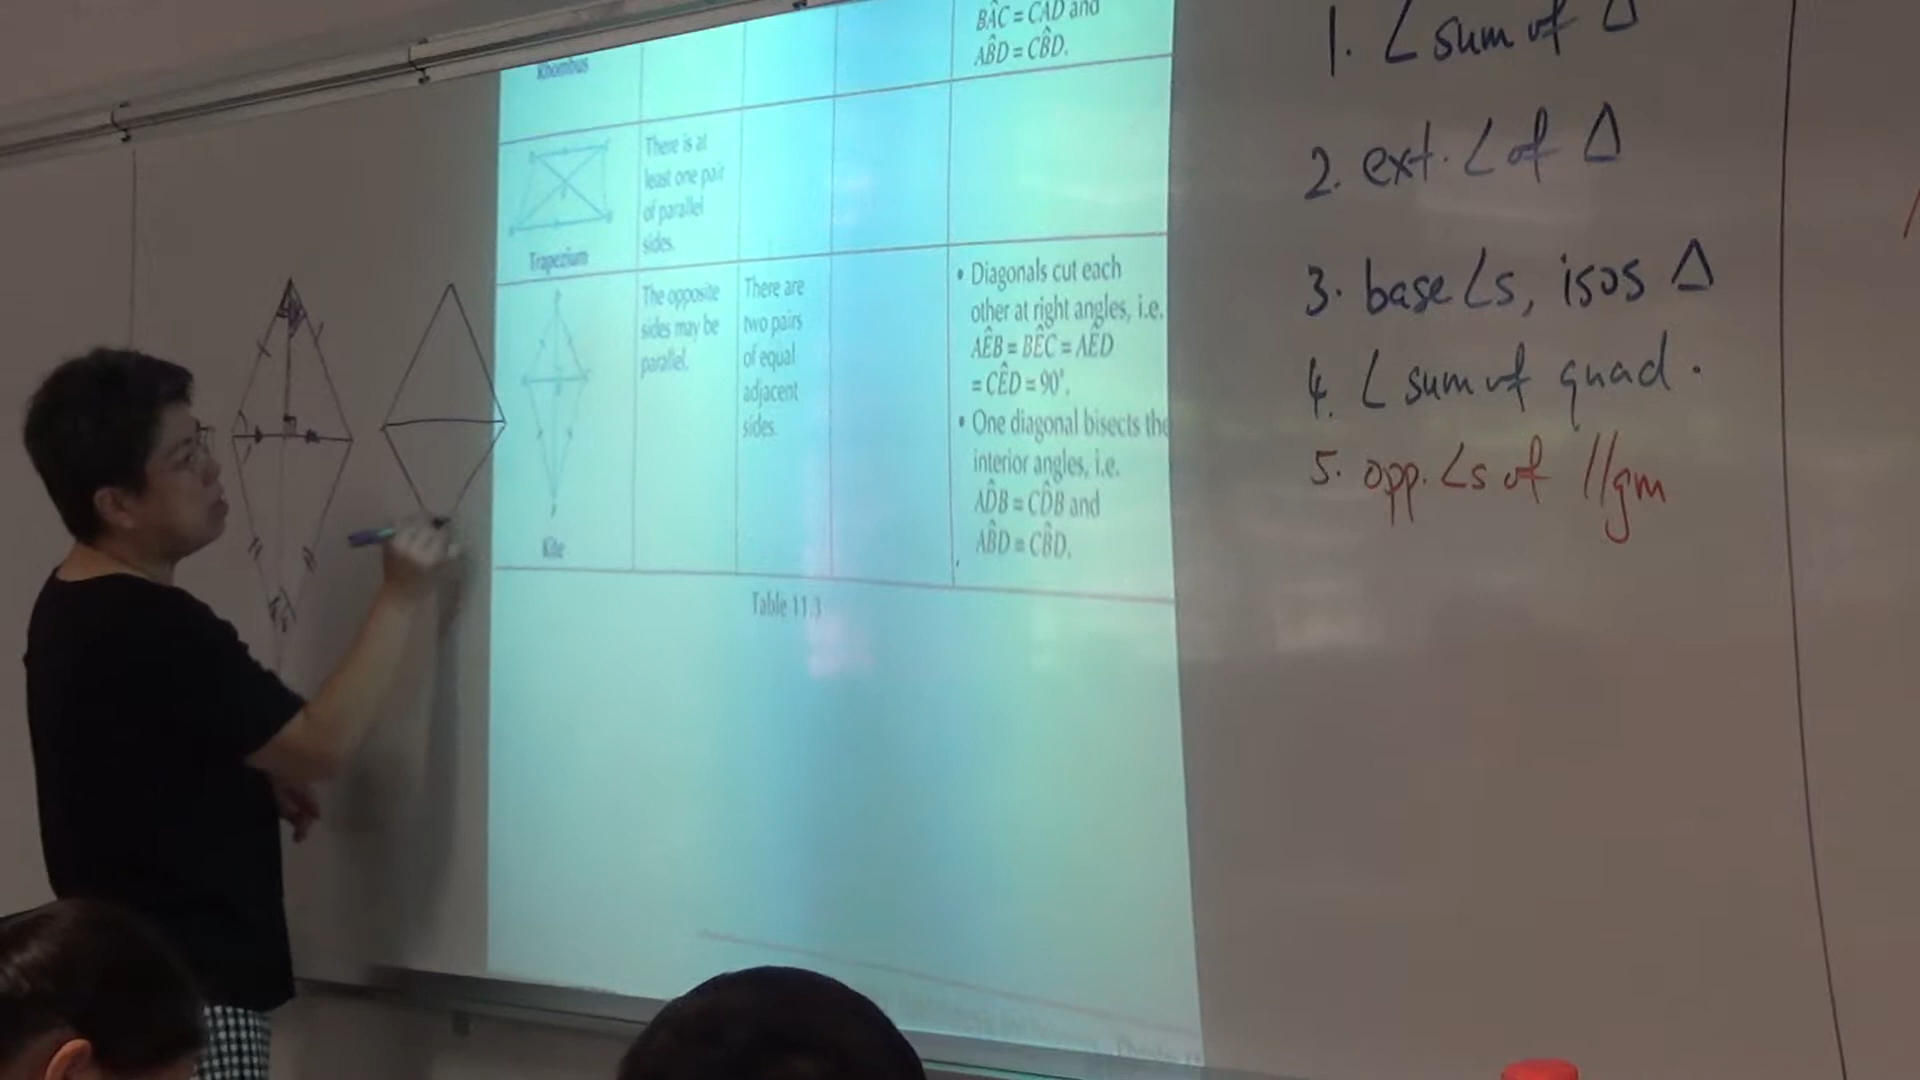 BÂC = CÂD and
AB̂D = CB̂D.
Rhombus
There is at
least one pair
of parallel
sides.
Trapezium
The opposite
sides may be
parallel.
There are
two pairs
of equal
adjacent
sides.
• Diagonals cut each
other at right angles, i.e.
AÊB = BÊC = AÊD
= CÊD = 90°.
• One diagonal bisects the
interior angles, i.e.
AD̂B = CD̂B and
AB̂D = CB̂D.
Kite
Table 11.3
1. ∠ sum of Δ
2. ext. ∠ of Δ
3. base ∠s, isos Δ
4. ∠ sum of quad.
5. opp. ∠s of //gm